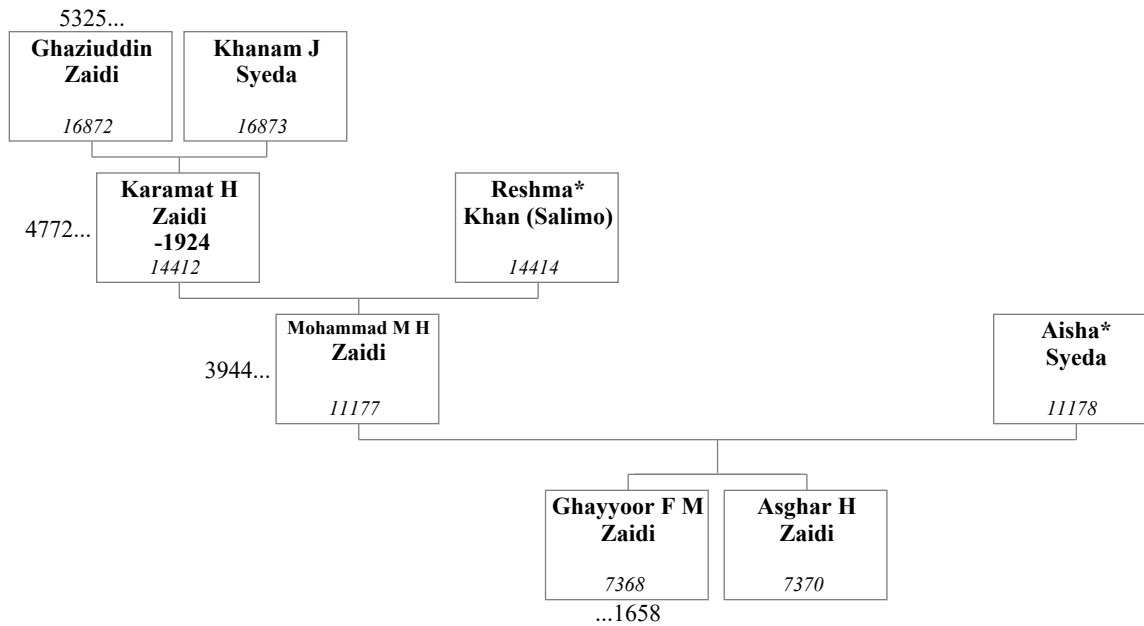 5325...
Ghaziuddin
Zaidi
16872
Khanam J
Syeda
16873
4772...
Karamat H
Zaidi
-1924
14412
Reshma*
Khan (Salimo)
14414
3944...
Mohammad M H
Zaidi
11177
Aisha*
Syeda
11178
Ghayyoor F M
Zaidi
7368
...1658
Asghar H
Zaidi
7370